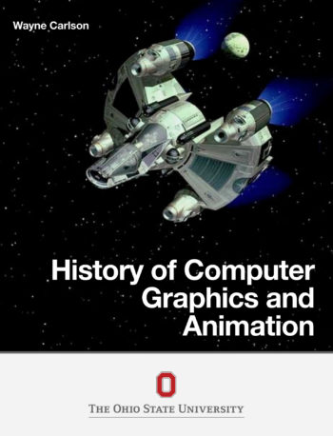 Wayne Carlson
History of Computer
Graphics and
Animation
O
THE OHIO STATE UNIVERSITY